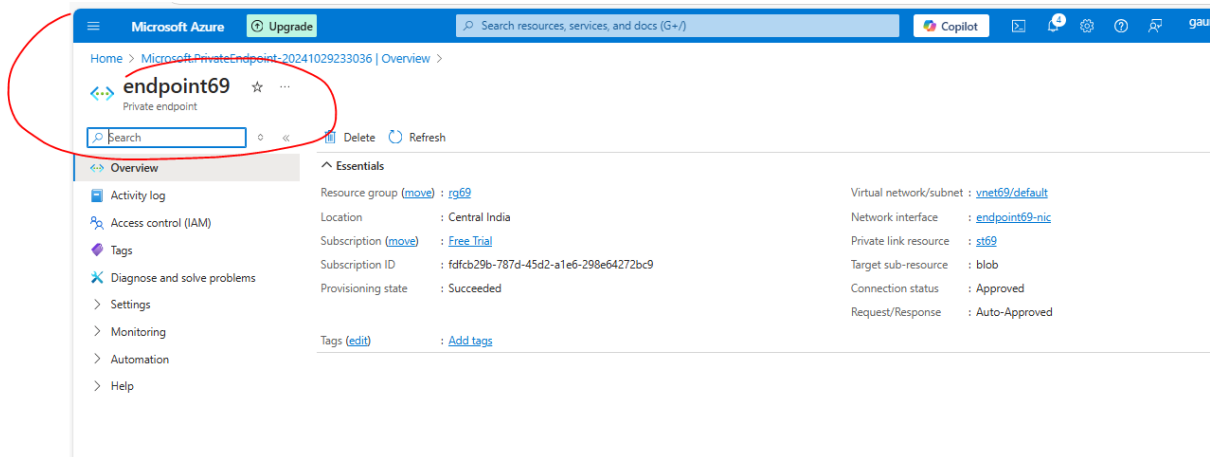 Microsoft Azure Upgrade Search resources, services, and docs (G+/) Copilot 4 gau
Home > Microsoft.PrivateEndpoint-20241029233036 | Overview >
endpoint69
Private endpoint
Search
Delete Refresh
Overview
Activity log
Access control (IAM)
Tags
Diagnose and solve problems
Settings
Monitoring
Automation
Help
Essentials
Resource group (move) : rg69
Location : Central India
Subscription (move) : Free Trial
Subscription ID : fdfcb29b-787d-45d2-a1e6-298e64272bc9
Provisioning state : Succeeded
Virtual network/subnet : vnet69/default
Network interface : endpoint69-nic
Private link resource : st69
Target sub-resource : blob
Connection status : Approved
Request/Response : Auto-Approved
Tags (edit) : Add tags